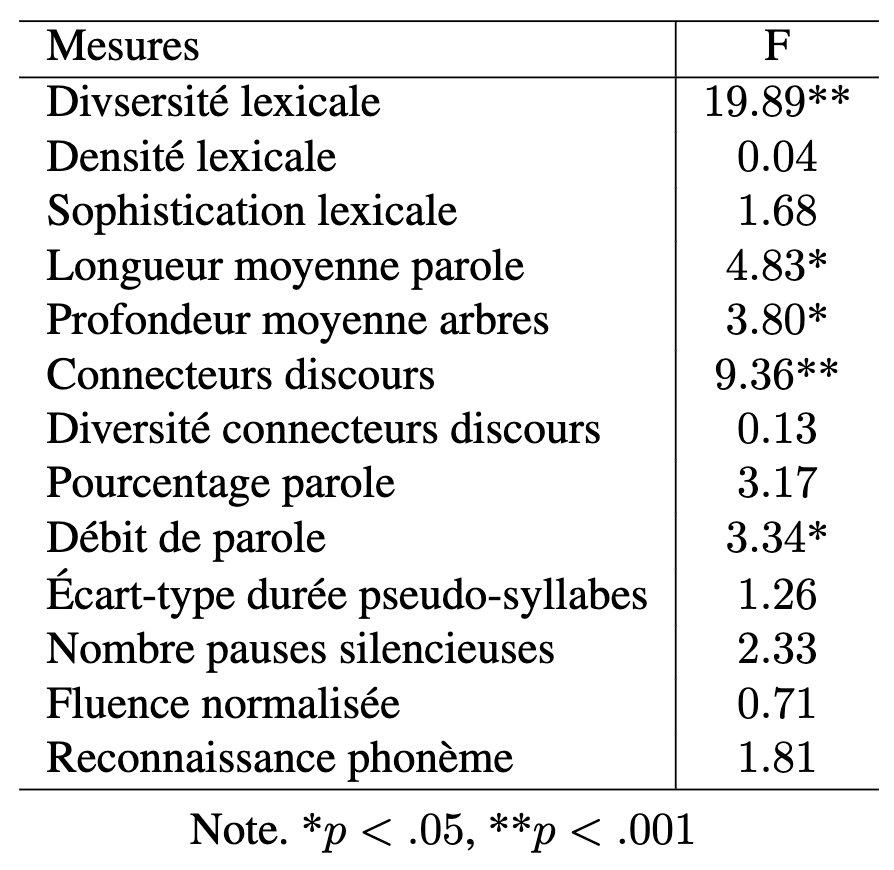 Mesures F
Divsersité lexicale 19.89**
Densité lexicale 0.04
Sophistication lexicale 1.68
Longueur moyenne parole 4.83*
Profondeur moyenne arbres 3.80*
Connecteurs discours 9.36**
Diversité connecteurs discours 0.13
Pourcentage parole 3.17
Débit de parole 3.34*
Écart-type durée pseudo-syllabes 1.26
Nombre pauses silencieuses 2.33
Fluence normalisée 0.71
Reconnaissance phonème 1.81
Note. *p < .05, **p < .001